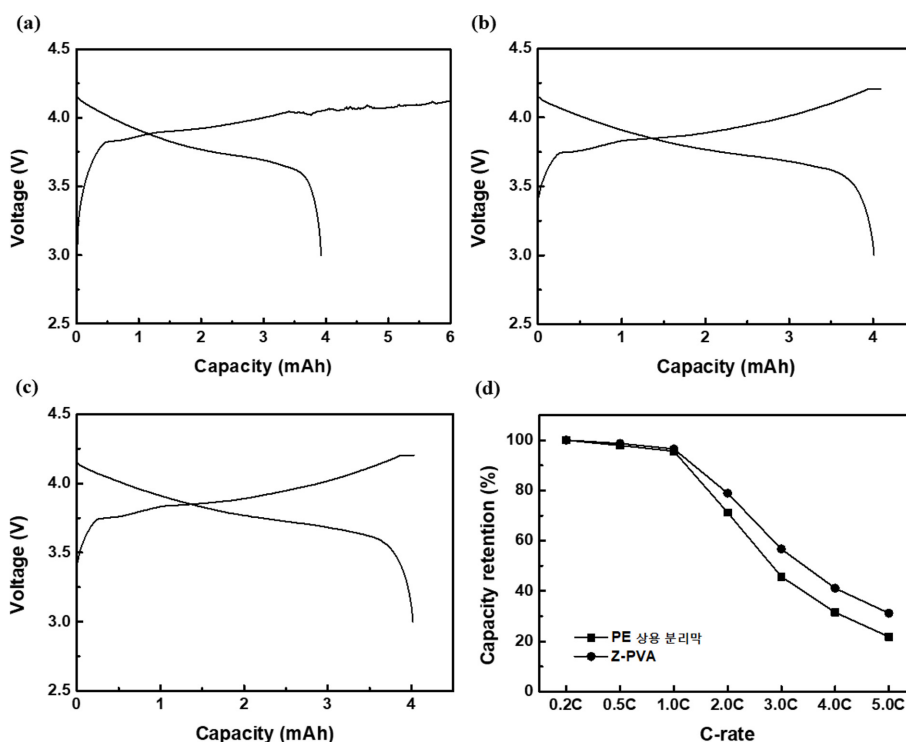 (a)
4.5
4.0
3.5
3.0
2.5
Voltage (V)
0 1 2 3 4 5 6
Capacity (mAh)
(b)
4.5
4.0
3.5
3.0
2.5
Voltage (V)
0 1 2 3 4
Capacity (mAh)
(c)
4.5
4.0
3.5
3.0
2.5
Voltage (V)
0 1 2 3 4
Capacity (mAh)
(d)
100
80
60
40
20
0
Capacity retention (%)
PE 상용 분리막
Z-PVA
0.2C 0.5C 1.0C 2.0C 3.0C 4.0C 5.0C
C-rate